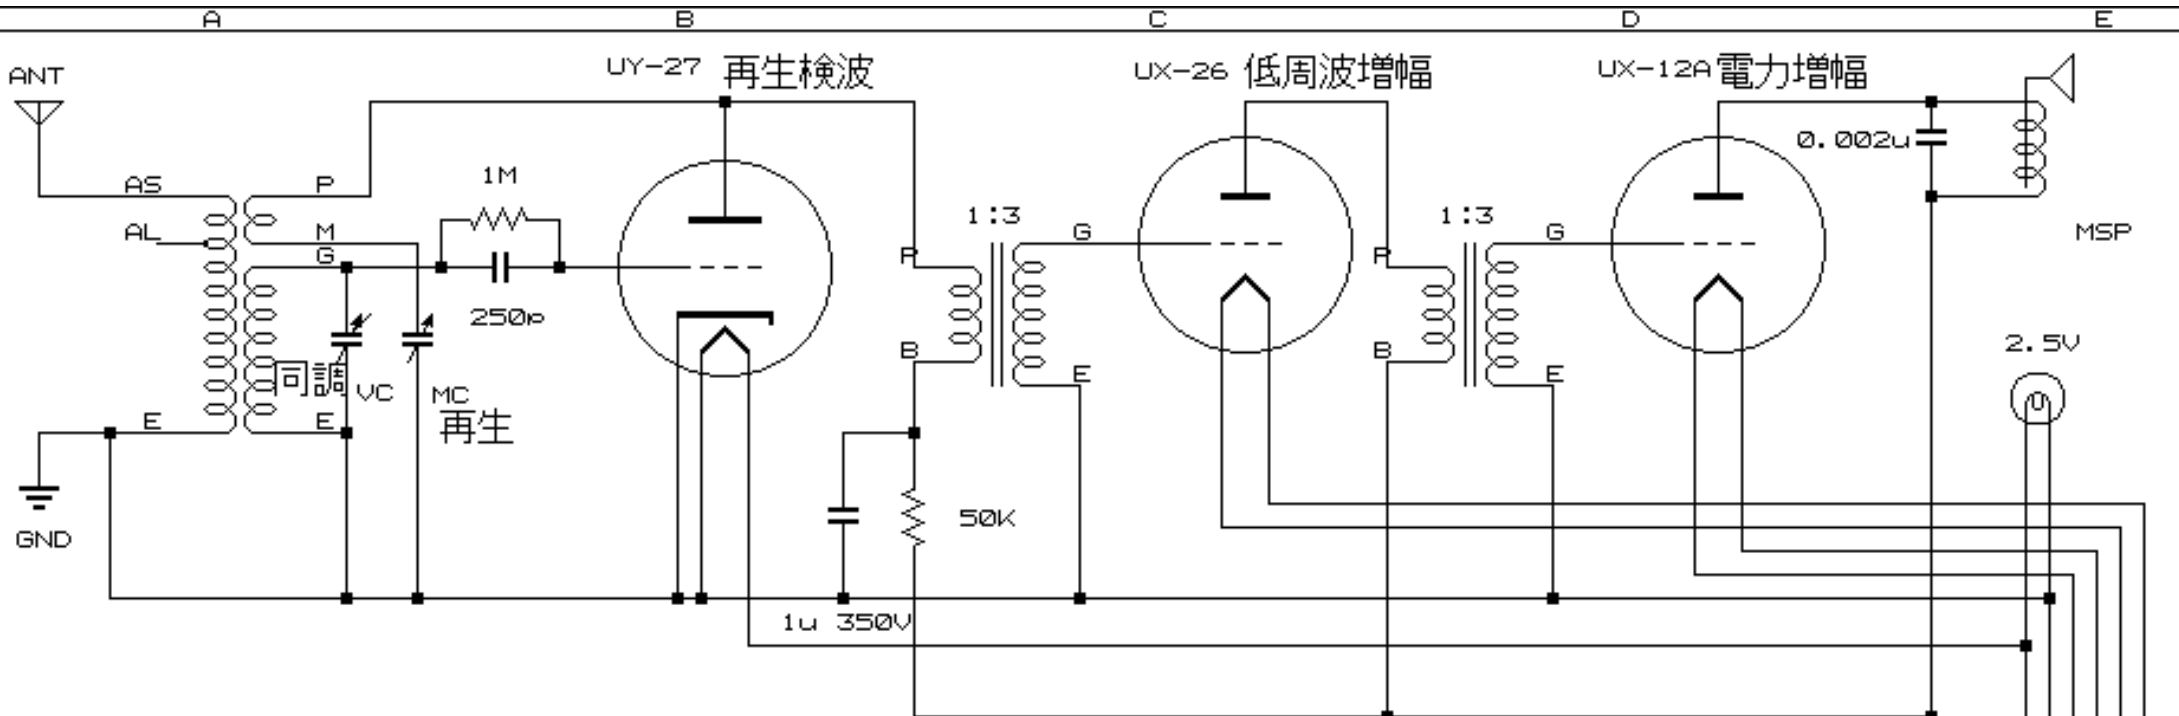 A B C D E
ANT
UY-27 再生検波
UX-26 低周波増幅
UX-12A 電力増幅
0.002u
AS
P
1M
1:3
1:3
AL
M
G
G
G
MSP
P
P
250p
2.5V
B
B
同調
VC
MC
再生
E
E
E
E
50K
GND
1u 350V